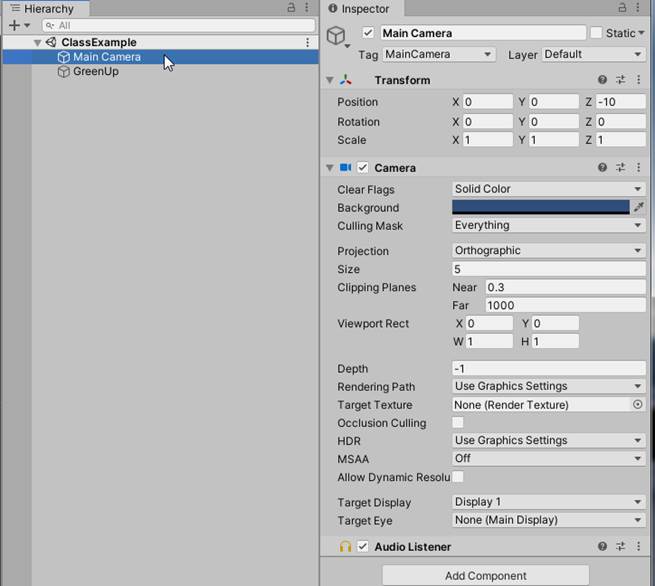 Hierarchy
All
ClassExample
Main Camera
GreenUp
Inspector
Main Camera Static
Tag MainCamera Layer Default
Transform
Position X 0 Y 0 Z -10
Rotation X 0 Y 0 Z 0
Scale X 1 Y 1 Z 1
Camera
Clear Flags Solid Color
Background
Culling Mask Everything
Projection Orthographic
Size 5
Clipping Planes Near 0.3
Far 1000
Viewport Rect X 0 Y 0
W 1 H 1
Depth -1
Rendering Path Use Graphics Settings
Target Texture None (Render Texture)
Occlusion Culling
HDR Use Graphics Settings
MSAA Off
Allow Dynamic Resolu
Target Display Display 1
Target Eye None (Main Display)
Audio Listener
Add Component